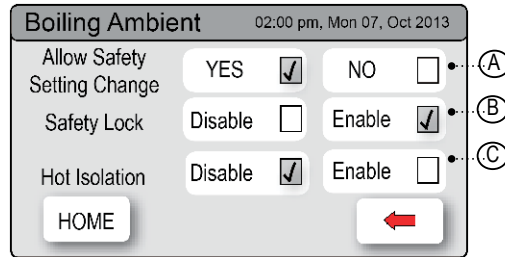 Boiling Ambient 02:00 pm, Mon 07, Oct 2013
Allow Safety
Setting Change YES NO A
Safety Lock Disable Enable B
Hot Isolation Disable Enable C
HOME